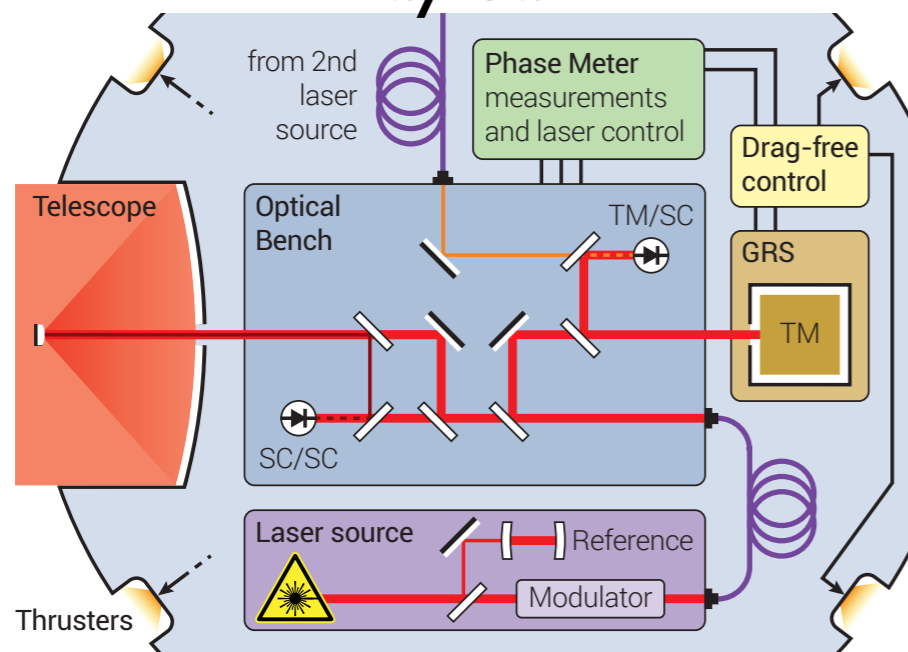 from 2nd
laser
source
Phase Meter
measurements
and laser control
Drag-free
control
Telescope
Optical
Bench
TM/SC
GRS
TM
SC/SC
Laser source
Reference
Modulator
Thrusters